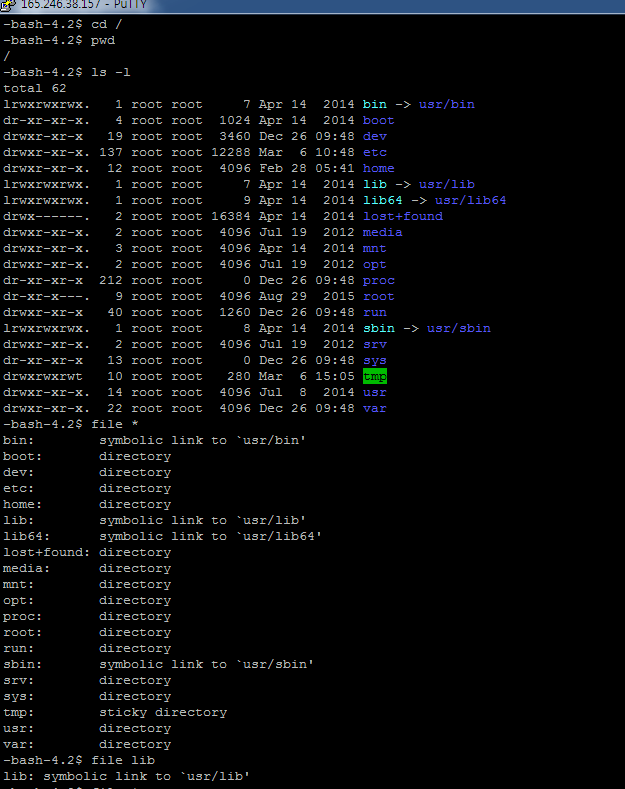 165.246.38.157 - PuTTY
-bash-4.2$ cd /
-bash-4.2$ pwd
/
-bash-4.2$ ls -l
total 62
lrwxrwxrwx.   1 root root     7 Apr 14  2014 bin -> usr/bin
dr-xr-xr-x.   4 root root  1024 Apr 14  2014 boot
drwxr-xr-x   19 root root  3460 Dec 26 09:48 dev
drwxr-xr-x. 137 root root 12288 Mar  6 10:48 etc
drwxr-xr-x.  12 root root  4096 Feb 28 05:41 home
lrwxrwxrwx.   1 root root     7 Apr 14  2014 lib -> usr/lib
lrwxrwxrwx.   1 root root     9 Apr 14  2014 lib64 -> usr/lib64
drwx------.   2 root root 16384 Apr 14  2014 lost+found
drwxr-xr-x.   2 root root  4096 Jul 19  2012 media
drwxr-xr-x.   3 root root  4096 Apr 14  2014 mnt
drwxr-xr-x.   2 root root  4096 Jul 19  2012 opt
dr-xr-xr-x  212 root root     0 Dec 26 09:48 proc
dr-xr-x---.   9 root root  4096 Aug 29  2015 root
drwxr-xr-x   40 root root  1260 Dec 26 09:48 run
lrwxrwxrwx.   1 root root     8 Apr 14  2014 sbin -> usr/sbin
drwxr-xr-x.   2 root root  4096 Jul 19  2012 srv
dr-xr-xr-x   13 root root     0 Dec 26 09:48 sys
drwxrwxrwt   10 root root   280 Mar  6 15:05 tmp
drwxr-xr-x.  14 root root  4096 Jul  8  2014 usr
drwxr-xr-x.  22 root root  4096 Dec 26 09:48 var
-bash-4.2$ file *
bin:        symbolic link to `usr/bin'
boot:       directory
dev:        directory
etc:        directory
home:       directory
lib:        symbolic link to `usr/lib'
lib64:      symbolic link to `usr/lib64'
lost+found: directory
media:      directory
mnt:        directory
opt:        directory
proc:       directory
root:       directory
run:        directory
sbin:       symbolic link to `usr/sbin'
srv:        directory
sys:        directory
tmp:        sticky directory
usr:        directory
var:        directory
-bash-4.2$ file lib
lib: symbolic link to `usr/lib'